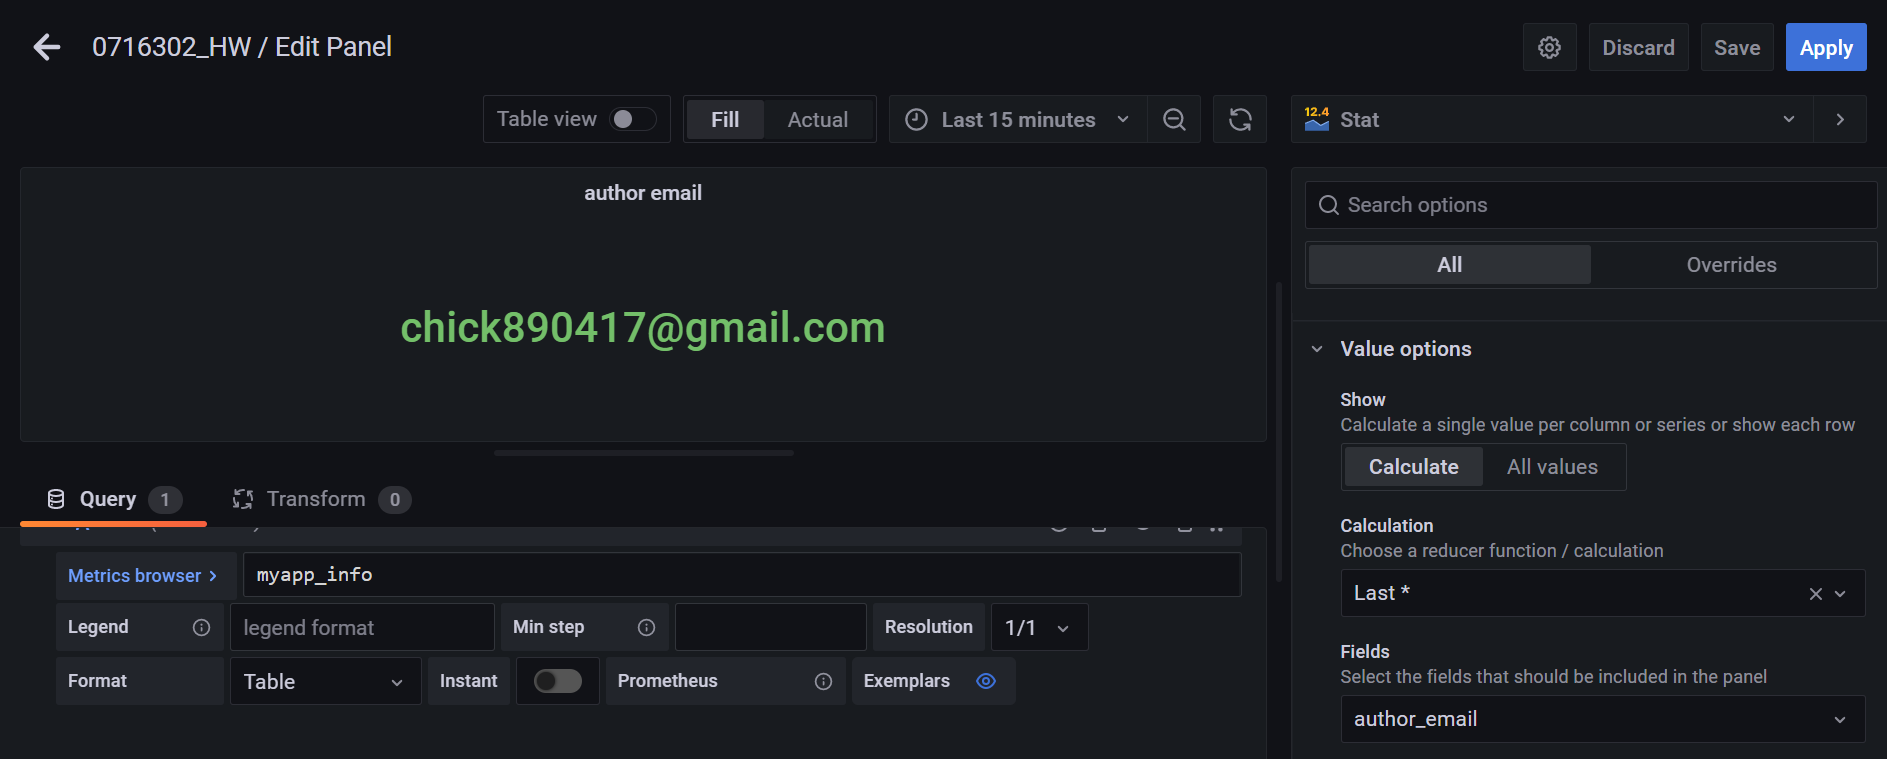 0716302_HW / Edit Panel
Discard
Save
Apply
Table view
Fill
Actual
Last 15 minutes
12.4
Stat
author email
chick890417@gmail.com
Search options
All
Overrides
Value options
Show
Calculate a single value per column or series or show each row
Calculate
All values
Calculation
Choose a reducer function / calculation
Last *
Fields
Select the fields that should be included in the panel
author_email
Query 1
Transform 0
Metrics browser >
myapp_info
Legend
legend format
Min step
Resolution
1/1
Format
Table
Instant
Prometheus
Exemplars